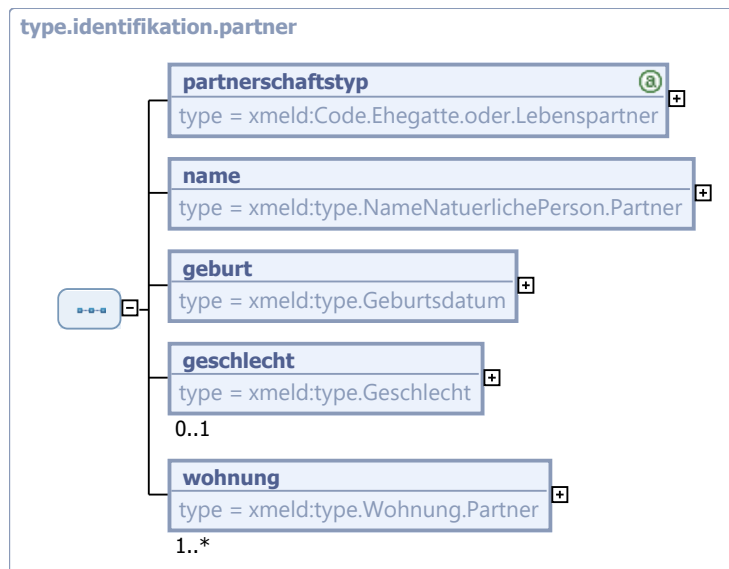 type.identifikation.partner
partnerschaftstyp
type = xmeld:Code.Ehegatte.oder.Lebenspartner
name
type = xmeld:type.NameNatuerlichePerson.Partner
geburt
type = xmeld:type.Geburtsdatum
geschlecht
type = xmeld:type.Geschlecht
0..1
wohnung
type = xmeld:type.Wohnung.Partner
1..*